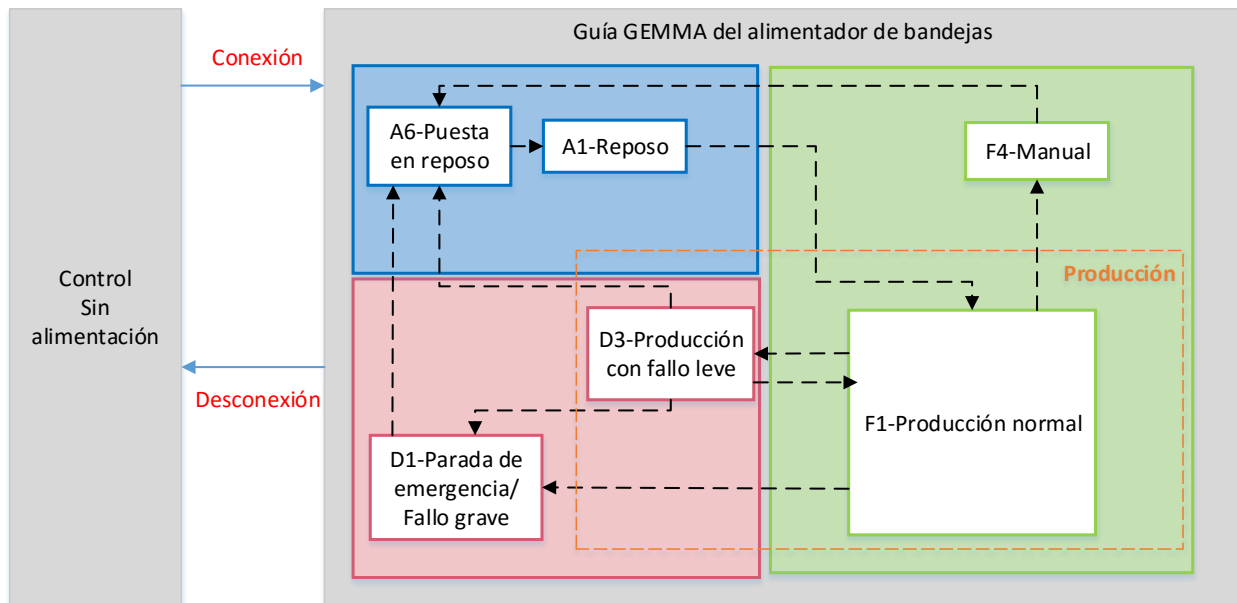 Guía GEMMA del alimentador de bandejas
Conexión
A6-Puesta
en reposo
A1-Reposo
F4-Manual
Control
Sin
alimentación
Producción
D3-Producción
con fallo leve
Desconexión
F1-Producción normal
D1-Parada de
emergencia/
Fallo grave